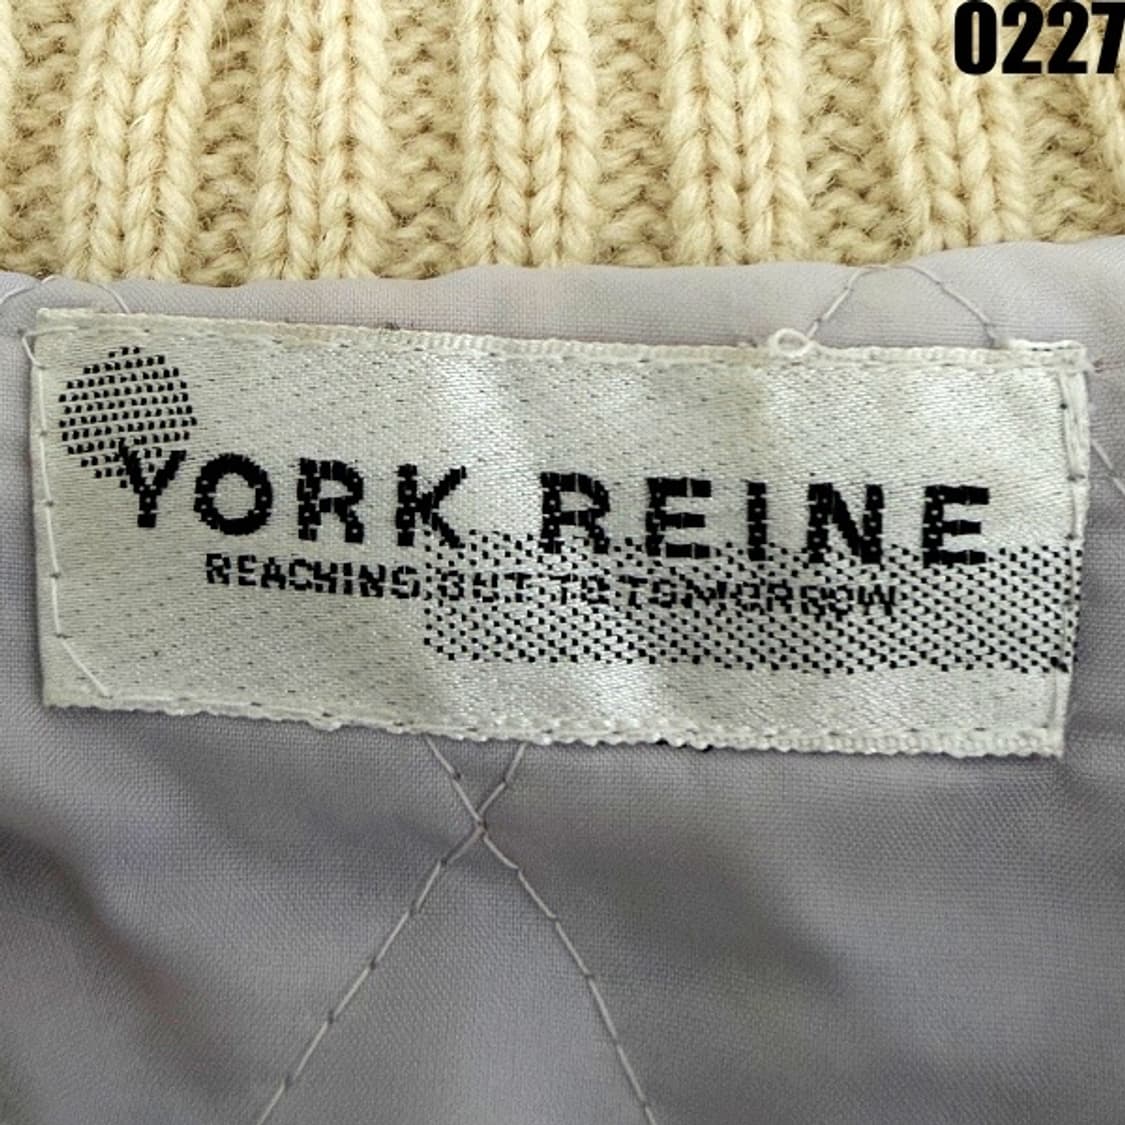 0227
YORK REINE
REACHING OUT TO TOMORROW